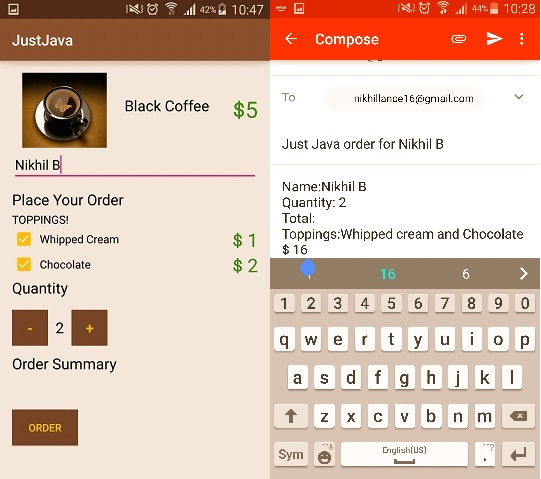 42% 10:47
JustJava
Black Coffee
$5
Nikhil B
Place Your Order
TOPPINGS!
Whipped Cream
$ 1
Chocolate
$ 2
Quantity
- 2 +
Order Summary
ORDER
44% 10:28
Compose
To nikhillance16@gmail.com
Just Java order for Nikhil B
Name:Nikhil B
Quantity: 2
Total:
Toppings:Whipped cream and Chocolate
$ 16
16 6
1 2 3 4 5 6 7 8 9 0
q w e r t y u i o p
a s d f g h j k l
z x c v b n m
Sym English(US) .